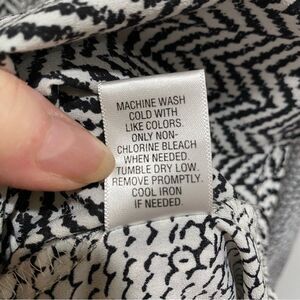 MACHINE WASH
COLD WITH
LIKE COLORS.
ONLY NON-
CHLORINE BLEACH
WHEN NEEDED.
TUMBLE DRY LOW.
REMOVE PROMPTLY.
COOL IRON
IF NEEDED.